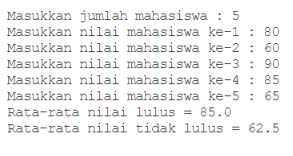 Masukkan jumlah mahasiswa : 5
Masukkan nilai mahasiswa ke-1 : 80
Masukkan nilai mahasiswa ke-2 : 60
Masukkan nilai mahasiswa ke-3 : 90
Masukkan nilai mahasiswa ke-4 : 85
Masukkan nilai mahasiswa ke-5 : 65
Rata-rata nilai lulus = 85.0
Rata-rata nilai tidak lulus = 62.5